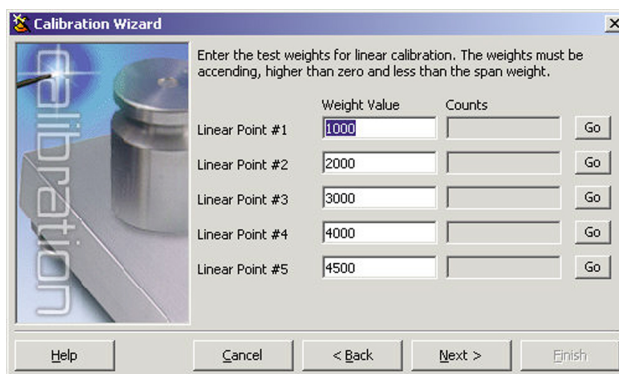 Calibration Wizard
Enter the test weights for linear calibration. The weights must be
accending, higher than zero and less than the span weight.
Weight Value Counts
Linear Point #1 1000 Go
Linear Point #2 2000 Go
Linear Point #3 3000 Go
Linear Point #4 4000 Go
Linear Point #5 4500 Go
calibration
Help Cancel < Back Next > Finish